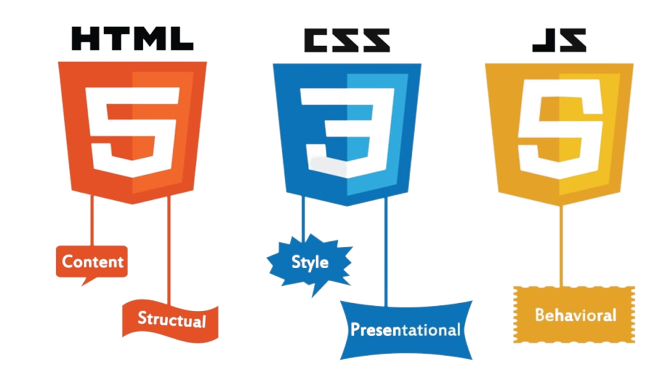 HTML
CSS
JS
5
3
5
Content
Structual
Style
Presentational
Behavioral